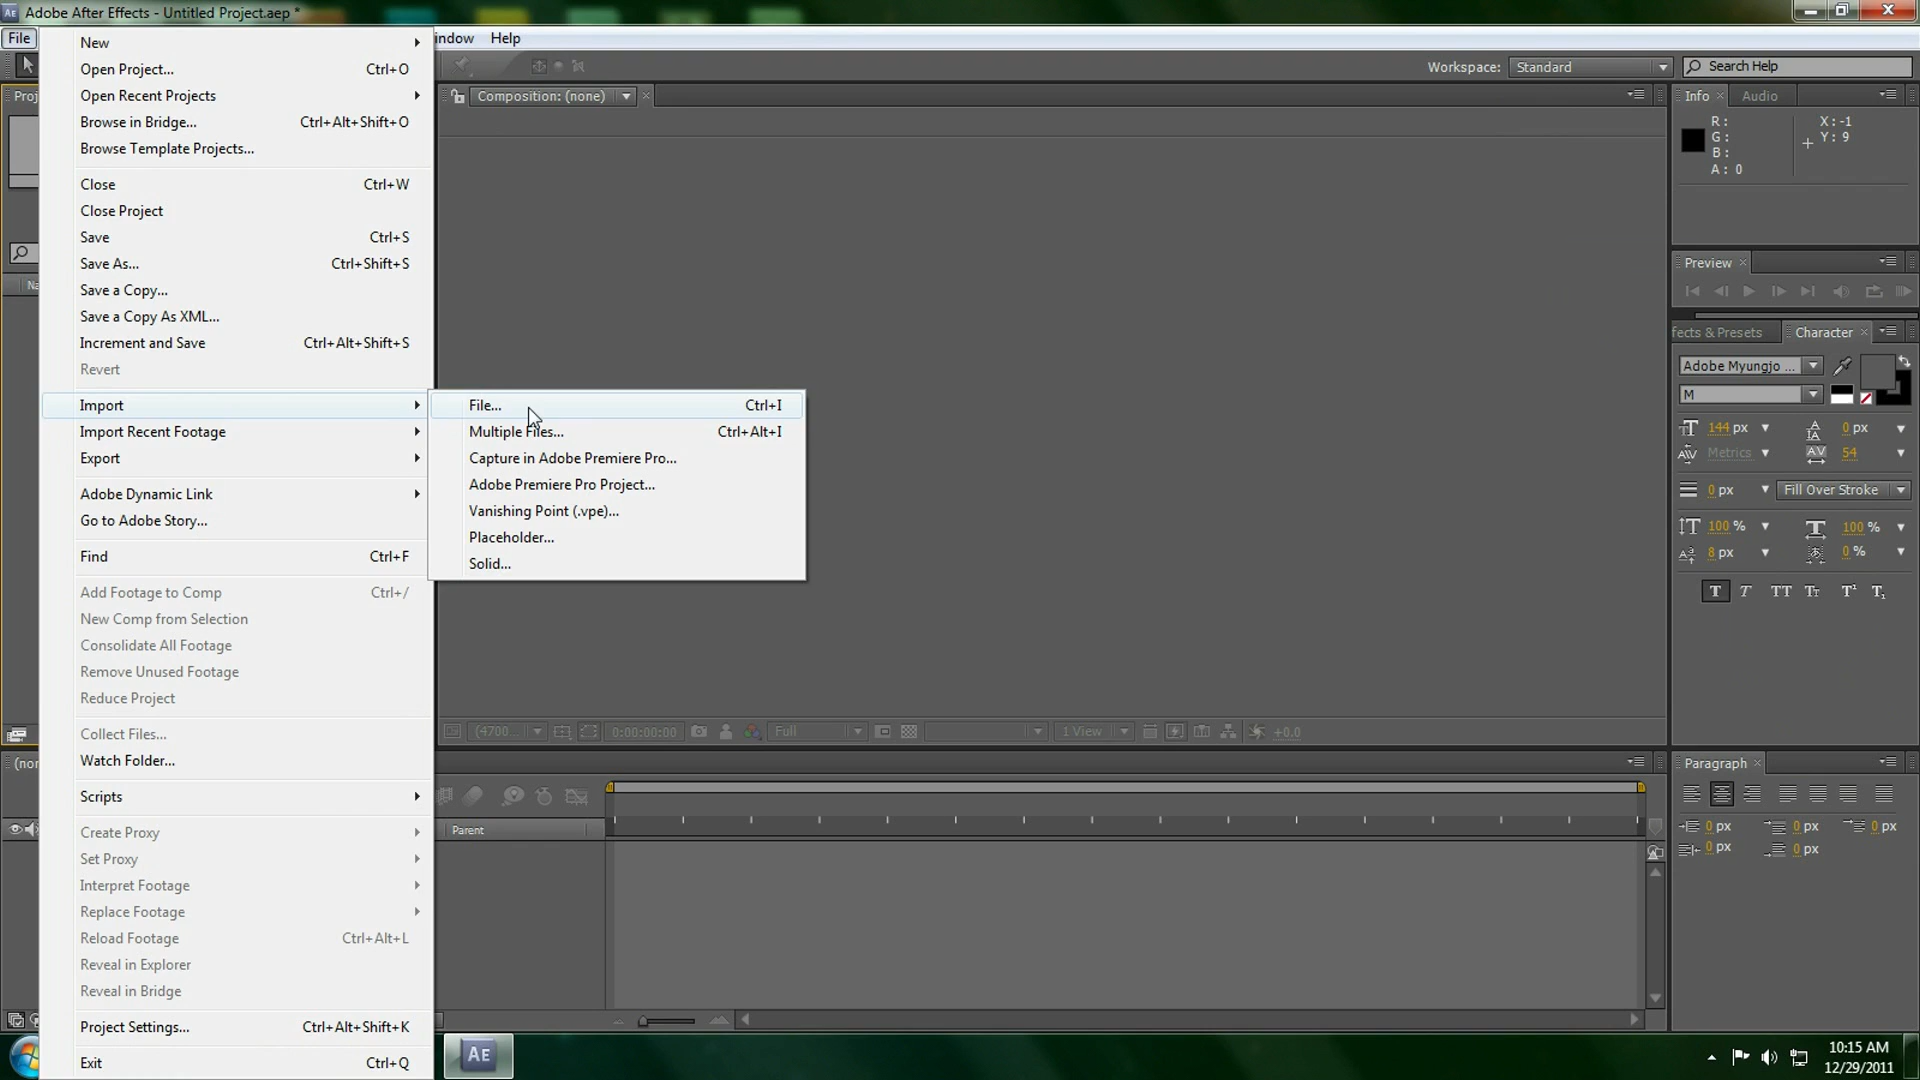 Adobe After Effects - Untitled Project.aep *
File
Window
Help
New
Open Project... Ctrl+O
Open Recent Projects
Browse in Bridge... Ctrl+Alt+Shift+O
Browse Template Projects...
Close Ctrl+W
Close Project
Save Ctrl+S
Save As... Ctrl+Shift+S
Save a Copy...
Save a Copy As XML...
Increment and Save Ctrl+Alt+Shift+S
Revert
Import
Import Recent Footage
Export
Adobe Dynamic Link
Go to Adobe Story...
Find Ctrl+F
Add Footage to Comp Ctrl+/
New Comp from Selection
Consolidate All Footage
Remove Unused Footage
Reduce Project
Collect Files...
Watch Folder...
Scripts
Create Proxy
Set Proxy
Interpret Footage
Replace Footage
Reload Footage Ctrl+Alt+L
Reveal in Explorer
Reveal in Bridge
Project Settings... Ctrl+Alt+Shift+K
Exit Ctrl+Q
File... Ctrl+I
Multiple Files... Ctrl+Alt+I
Capture in Adobe Premiere Pro...
Adobe Premiere Pro Project...
Vanishing Point (.vpe)...
Placeholder...
Solid...
Workspace: Standard
Search Help
Composition: (none)
Info Audio
R: X: -1
G: Y: 9
B:
A: 0
Preview
fects & Presets Character
Adobe Myungjo ...
M
144 px 0 px
Metrics 54
0 px Fill Over Stroke
100 % 100 %
8 px 0 %
T T TT Tt T¹ T₁
(4700... 0:00:00:00 Full 1 View +0.0
Parent
Paragraph
0 px 0 px 0 px
0 px 0 px
AE
10:15 AM
12/29/2011